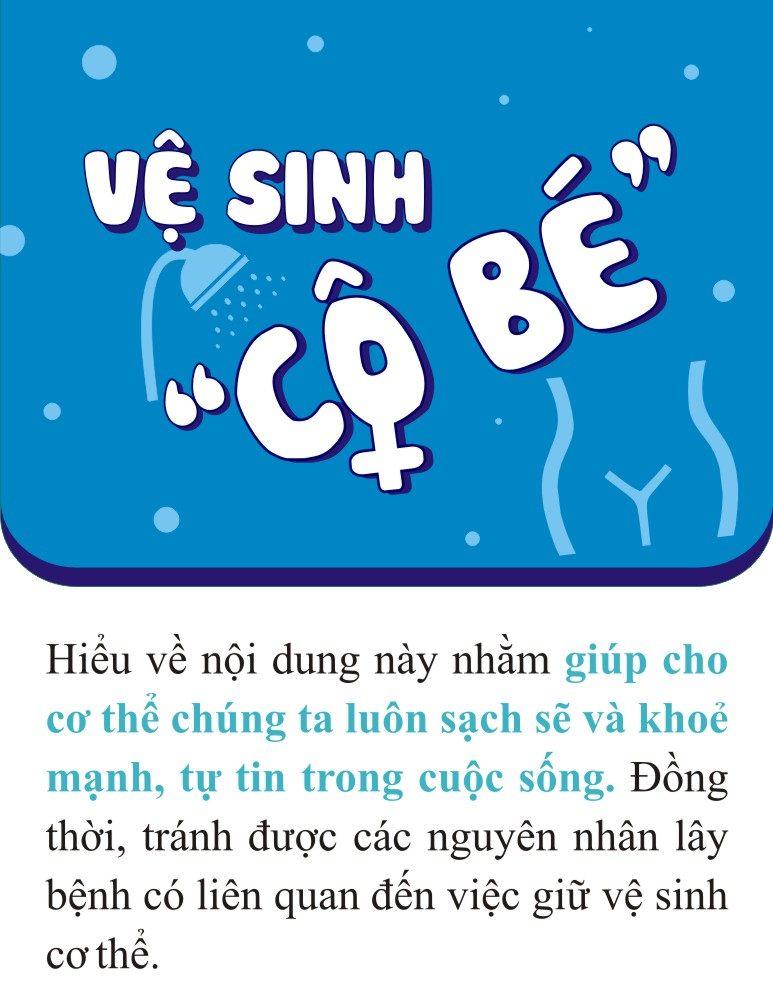 VỆ SINH
“CÔ BÉ”
Hiểu về nội dung này nhằm giúp cho
cơ thể chúng ta luôn sạch sẽ và khoẻ
mạnh, tự tin trong cuộc sống. Đồng
thời, tránh được các nguyên nhân lây
bệnh có liên quan đến việc giữ vệ sinh
cơ thể.